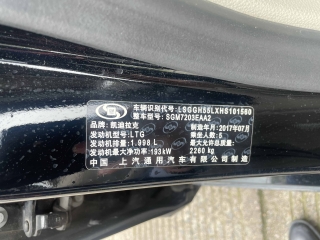 车辆识别代号: LSGGH55LXHS101560
整车型号: SGM7203EAA2
品牌: 凯迪拉克
制造年月: 2017年07月
发动机型号: LTG
乘坐人数: 5
发动机排量: 1.998 L
最大允许总质量:
发动机最大净功率: 193kW
2260 kg
中国 上汽通用汽车有限公司制造